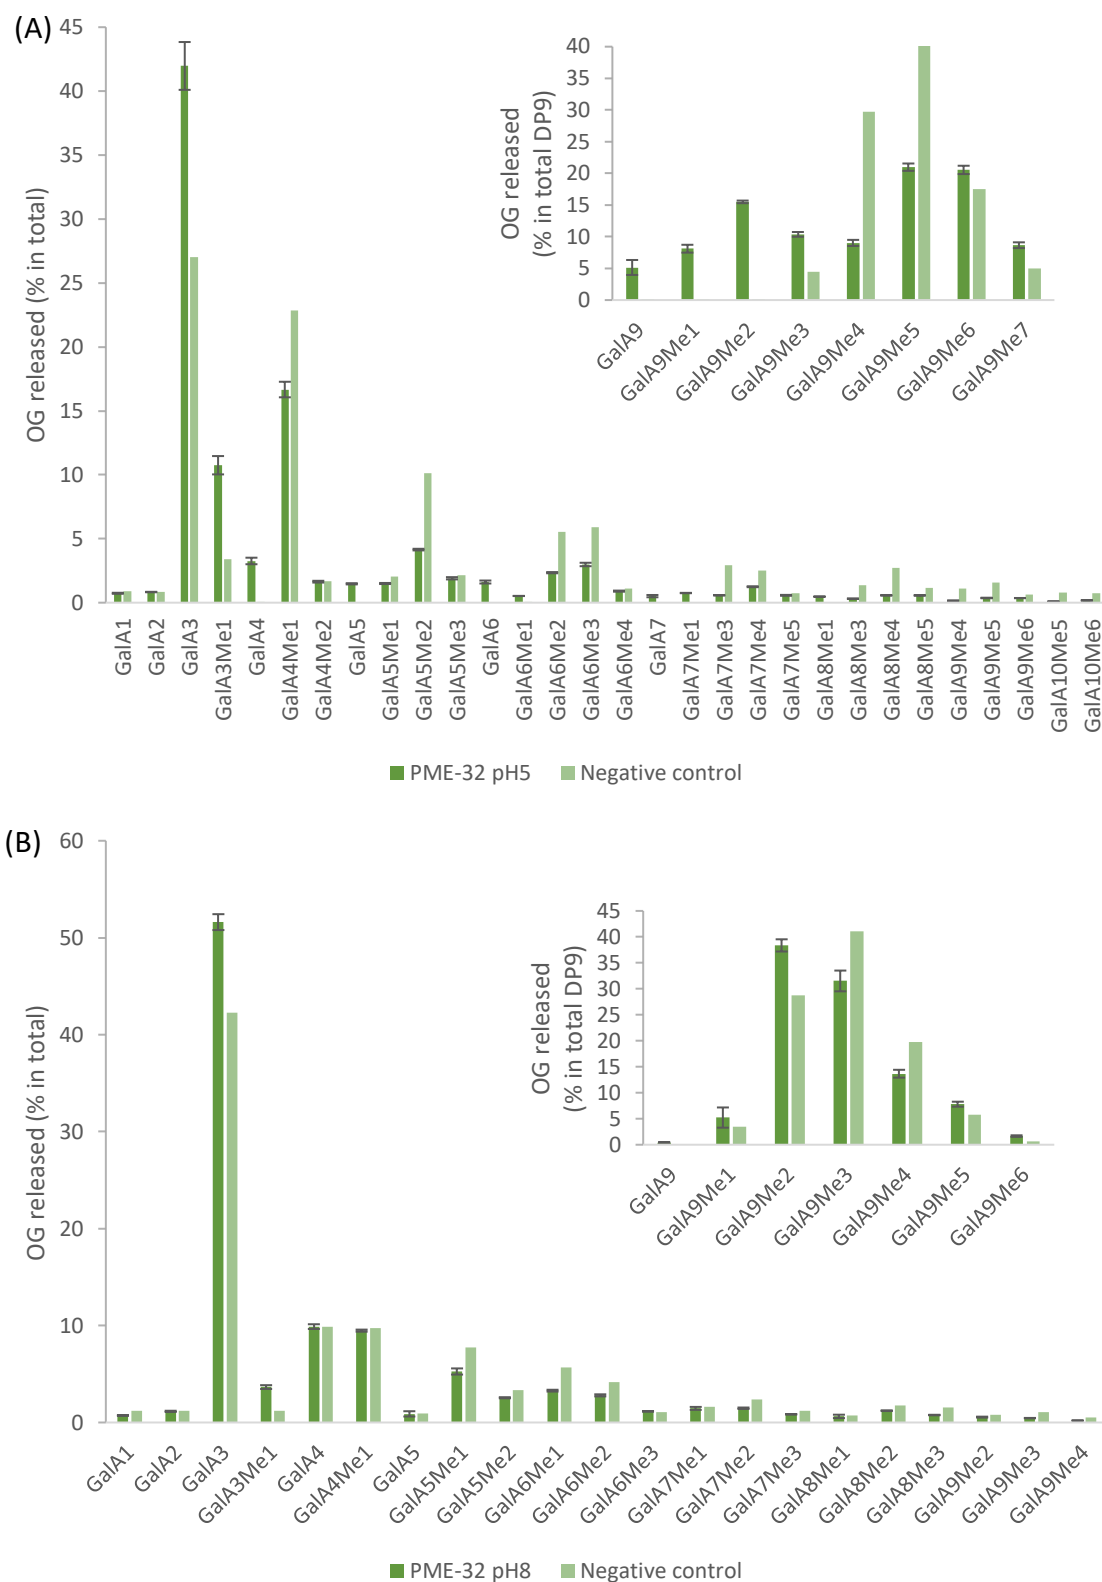 (A)
45
40
35
30
25
20
15
10
5
0
OG released (% in total)
GalA1
GalA2
GalA3
GalA3Me1
GalA4
GalA4Me1
GalA4Me2
GalA5
GalA5Me1
GalA5Me2
GalA5Me3
GalA6
GalA6Me1
GalA6Me2
GalA6Me3
GalA6Me4
GalA7
GalA7Me1
GalA7Me3
GalA7Me4
GalA7Me5
GalA8Me1
GalA8Me3
GalA8Me4
GalA8Me5
GalA9Me4
GalA9Me5
GalA9Me6
GalA10Me5
GalA10Me6
OG released
(% in total DP9)
40
35
30
25
20
15
10
5
0
GalA9
GalA9Me1
GalA9Me2
GalA9Me3
GalA9Me4
GalA9Me5
GalA9Me6
GalA9Me7
PME-32 pH5 Negative control
(B)
60
50
40
30
20
10
0
OG released (% in total)
GalA1
GalA2
GalA3
GalA3Me1
GalA4
GalA4Me1
GalA5
GalA5Me1
GalA5Me2
GalA6Me1
GalA6Me2
GalA6Me3
GalA7Me1
GalA7Me2
GalA7Me3
GalA8Me1
GalA8Me2
GalA8Me3
GalA9Me2
GalA9Me3
GalA9Me4
OG released
(% in total DP9)
45
40
35
30
25
20
15
10
5
0
GalA9
GalA9Me1
GalA9Me2
GalA9Me3
GalA9Me4
GalA9Me5
GalA9Me6
PME-32 pH8 Negative control